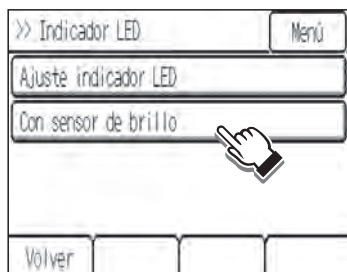 >> Indicador LED
Menú
Ajuste indicador LED
Con sensor de brillo
Volver